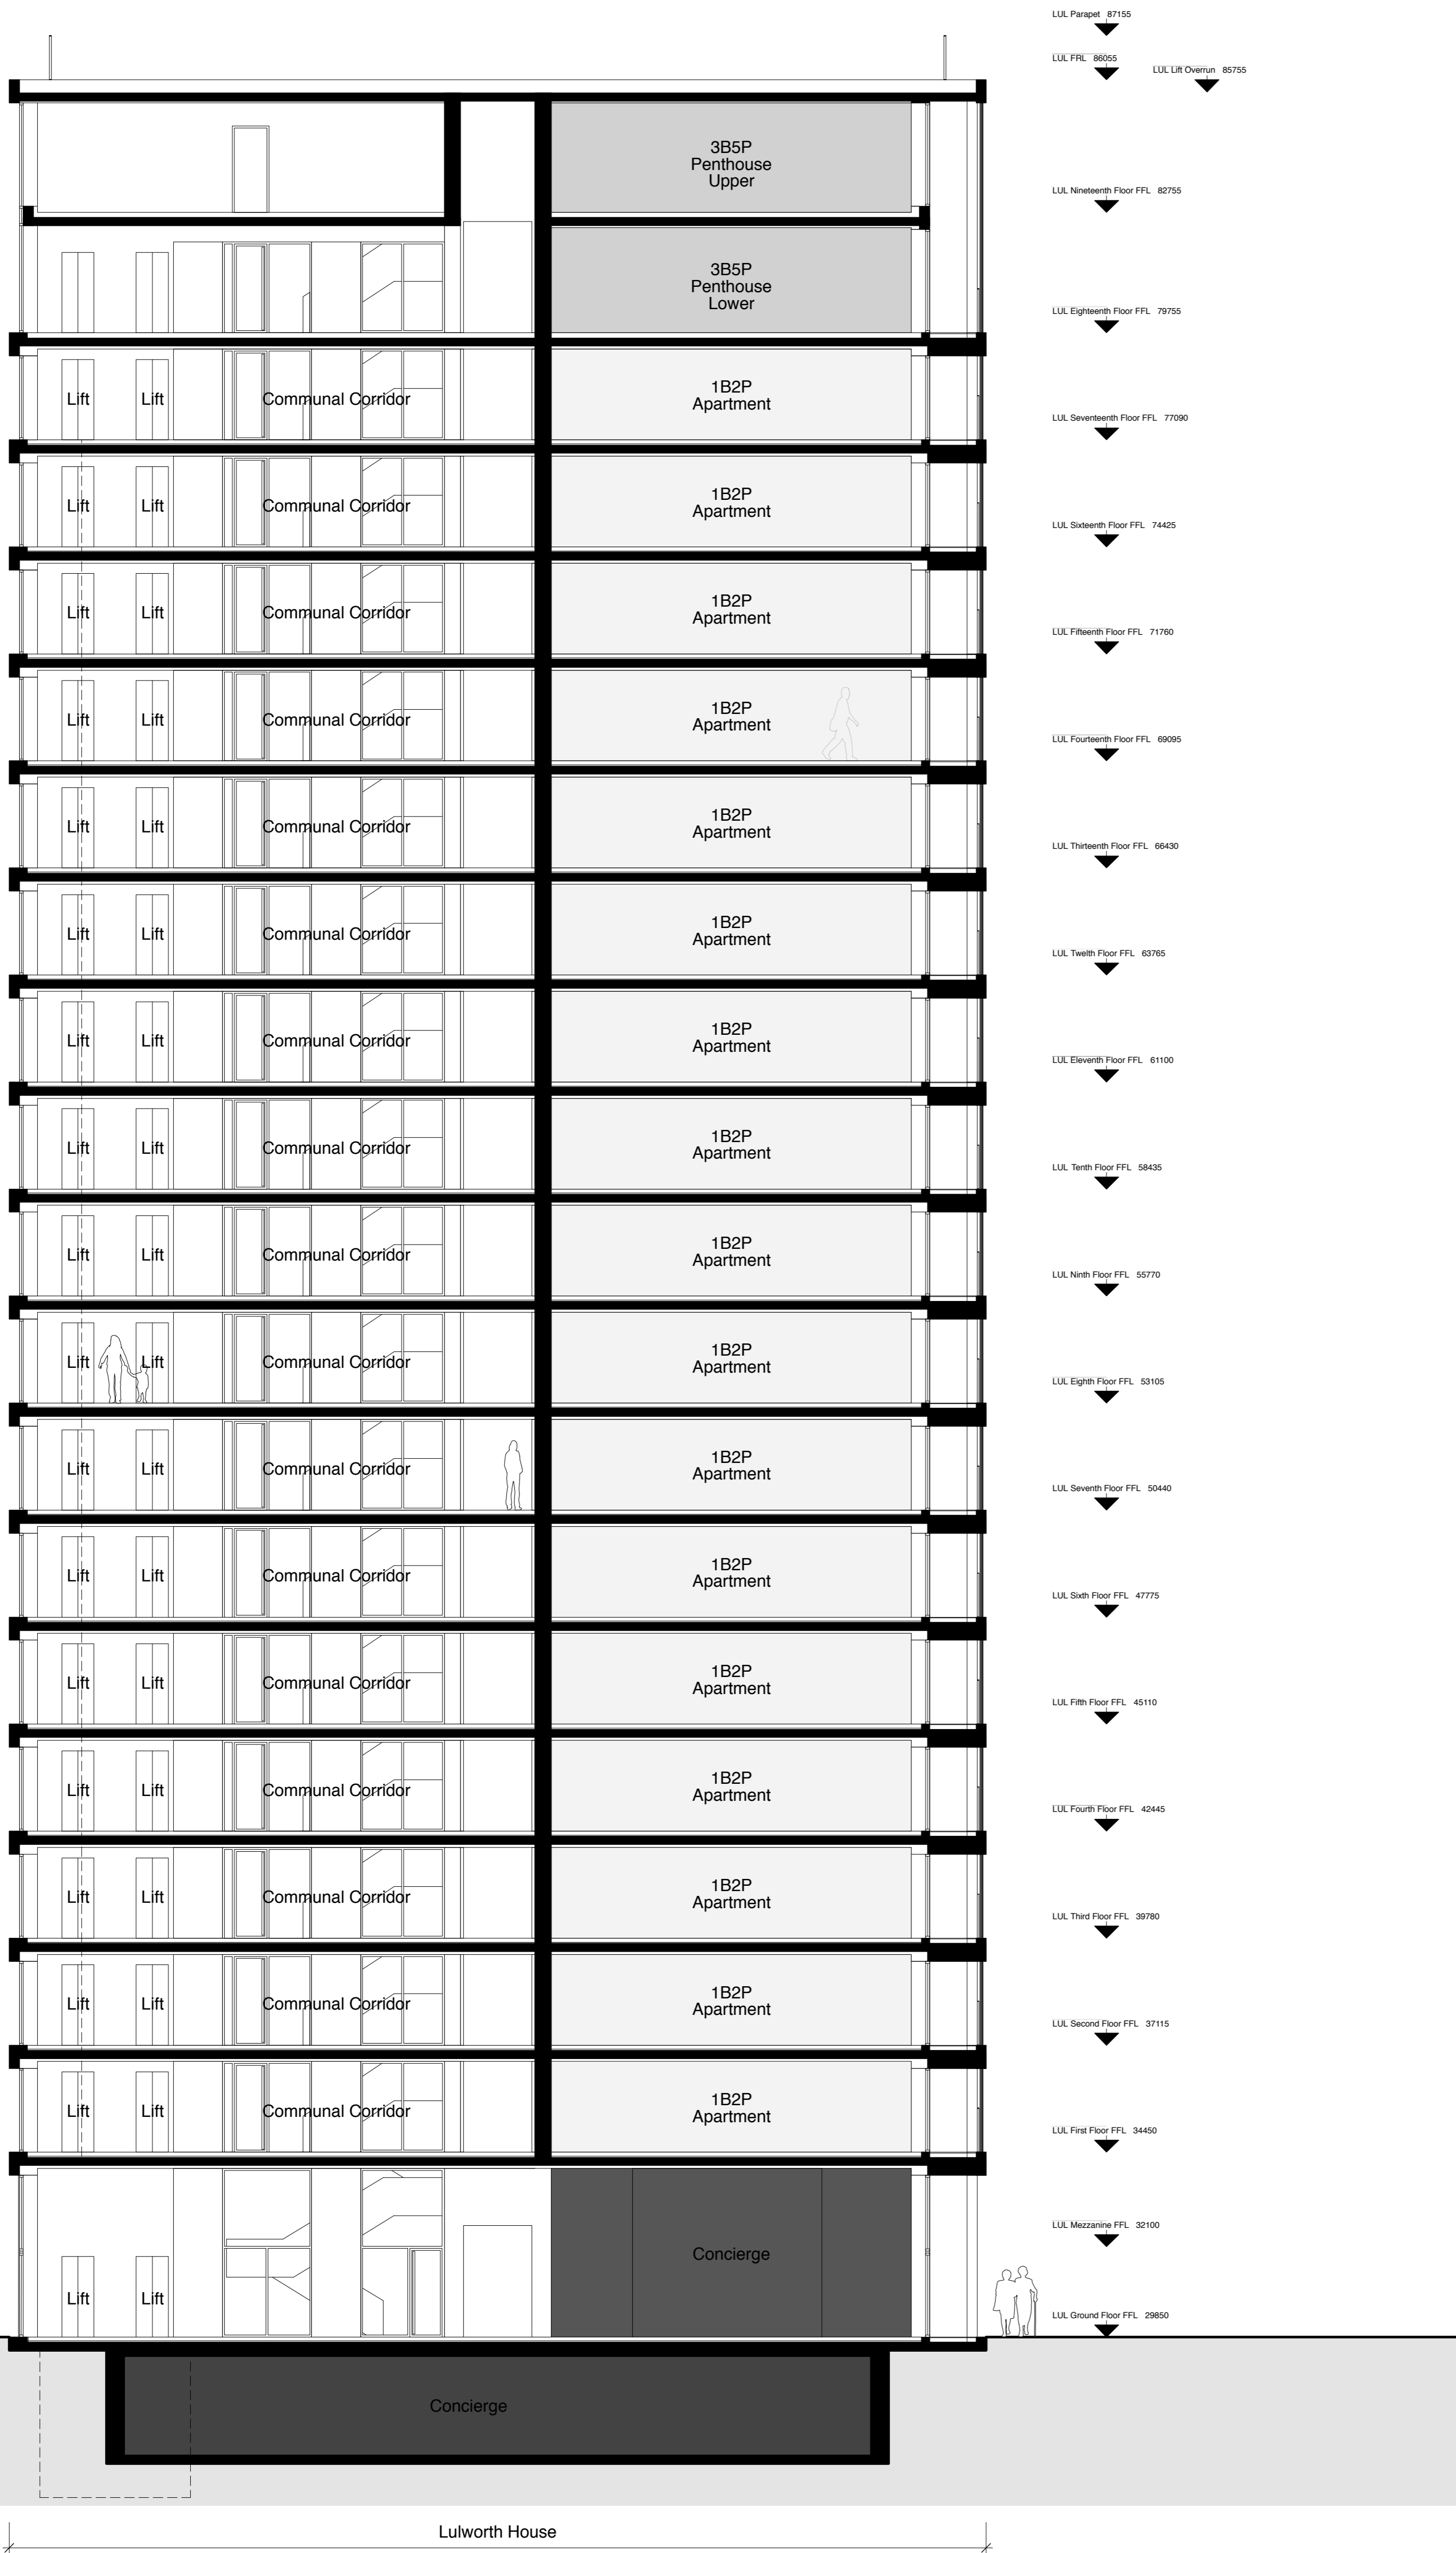 LUL Parapet 87155
LUL FRL 86055
LUL Lift Overrun 85755
3B5P
Penthouse
Upper
LUL Nineteenth Floor FFL 82755
3B5P
Penthouse
Lower
LUL Eighteenth Floor FFL 79755
Lift Lift Communal Corridor
1B2P
Apartment
LUL Seventeenth Floor FFL 77090
Lift Lift Communal Corridor
1B2P
Apartment
LUL Sixteenth Floor FFL 74425
Lift Lift Communal Corridor
1B2P
Apartment
LUL Fifteenth Floor FFL 71760
Lift Lift Communal Corridor
1B2P
Apartment
LUL Fourteenth Floor FFL 69095
Lift Lift Communal Corridor
1B2P
Apartment
LUL Thirteenth Floor FFL 66430
Lift Lift Communal Corridor
1B2P
Apartment
LUL Twelth Floor FFL 63765
Lift Lift Communal Corridor
1B2P
Apartment
LUL Eleventh Floor FFL 61100
Lift Lift Communal Corridor
1B2P
Apartment
LUL Tenth Floor FFL 58435
Lift Lift Communal Corridor
1B2P
Apartment
LUL Ninth Floor FFL 55770
Lift Lift Communal Corridor
1B2P
Apartment
LUL Eighth Floor FFL 53105
Lift Lift Communal Corridor
1B2P
Apartment
LUL Seventh Floor FFL 50440
Lift Lift Communal Corridor
1B2P
Apartment
LUL Sixth Floor FFL 47775
Lift Lift Communal Corridor
1B2P
Apartment
LUL Fifth Floor FFL 45110
Lift Lift Communal Corridor
1B2P
Apartment
LUL Fourth Floor FFL 42445
Lift Lift Communal Corridor
1B2P
Apartment
LUL Third Floor FFL 39780
Lift Lift Communal Corridor
1B2P
Apartment
LUL Second Floor FFL 37115
Lift Lift Communal Corridor
1B2P
Apartment
LUL First Floor FFL 34450
LUL Mezzanine FFL 32100
Concierge
Lift Lift
LUL Ground Floor FFL 29850
Concierge
Lulworth House